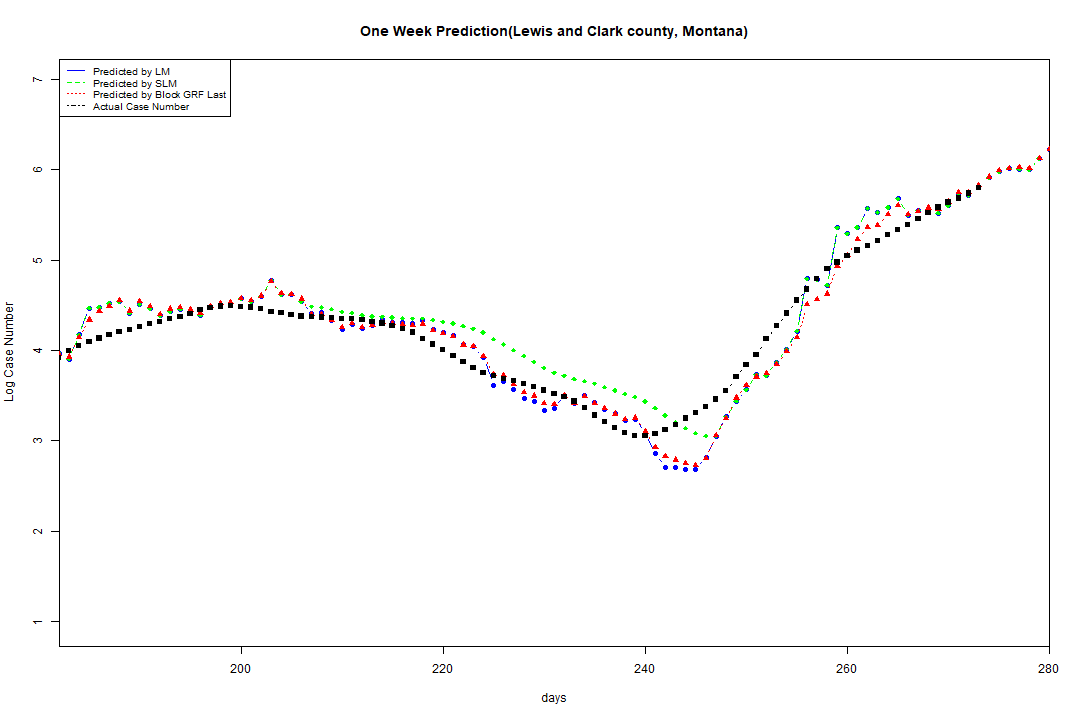 One Week Prediction(Lewis and Clark county, Montana)
Predicted by LM
Predicted by SLM
Predicted by Block GRF Last
Actual Case Number
7
6
5
4
3
2
1
Log Case Number
200 220 240 260 280
days